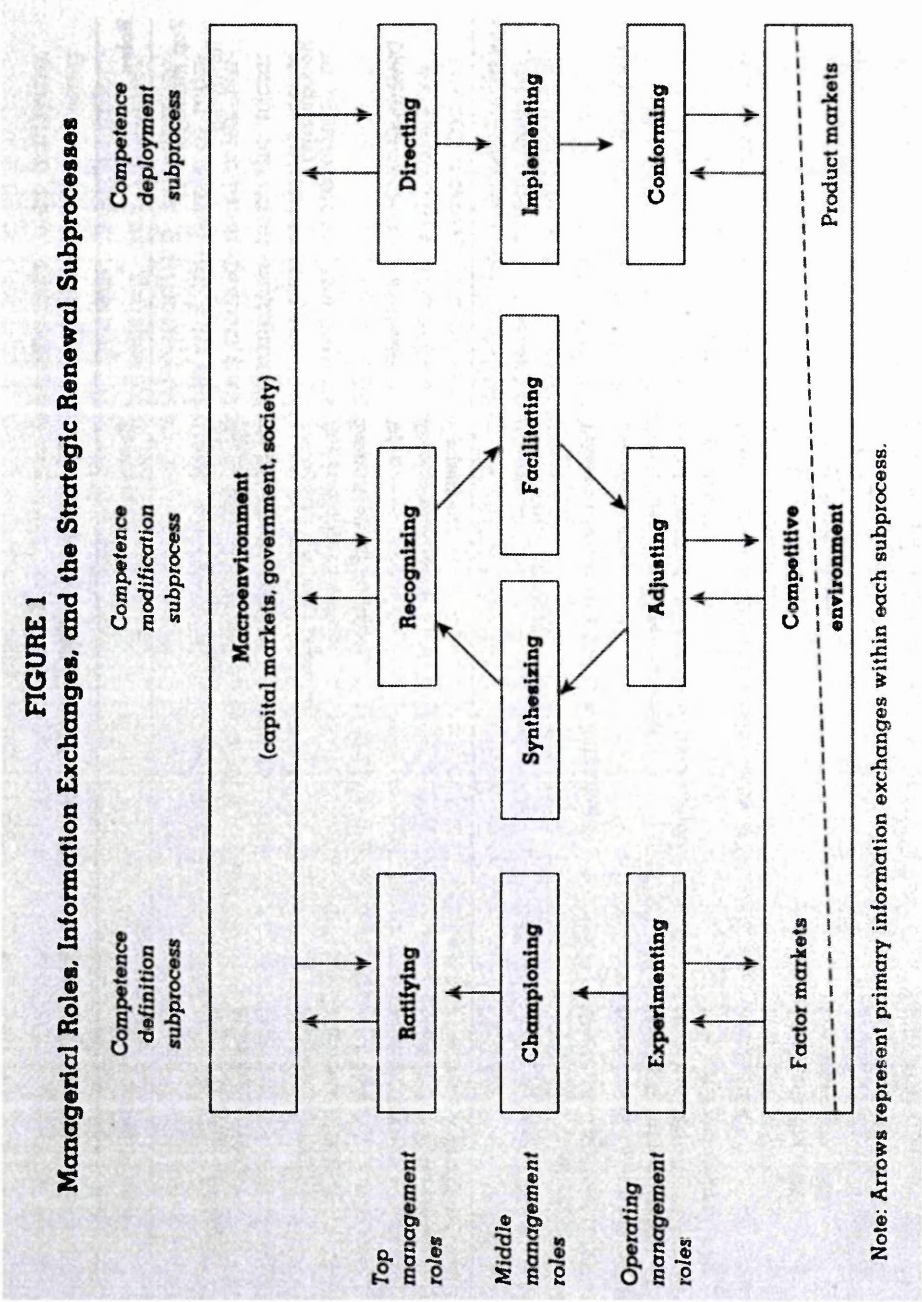 FIGURE 1
Managerial Roles, Information Exchanges, and the Strategic Renewal Subprocesses
Competence
definition
subprocess
Competence
modification
subprocess
Competence
deployment
subprocess
Macroenvironment
(capital markets, government, society)
Top
management
roles
Ratifying
Recognizing
Directing
Middle
management
roles
Championing
Synthesizing
Facilitating
Implementing
Operating
management
roles
Experimenting
Adjusting
Conforming
Factor markets
Competitive
environment
Product markets
Note: Arrows represent primary information exchanges within each subprocess.